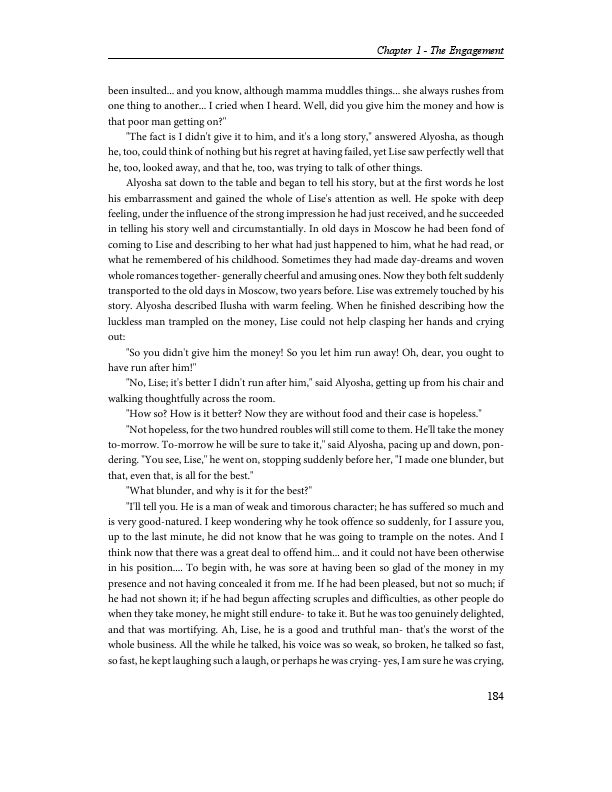 Chapter 1 - The Engagement
been insulted... and you know, although mamma muddles things... she always rushes from
one thing to another... I cried when I heard. Well, did you give him the money and how is
that poor man getting on?"
"The fact is I didn't give it to him, and it's a long story," answered Alyosha, as though
he, too, could think of nothing but his regret at having failed, yet Lise saw perfectly well that
he, too, looked away, and that he, too, was trying to talk of other things.
Alyosha sat down to the table and began to tell his story, but at the first words he lost
his embarrassment and gained the whole of Lise's attention as well. He spoke with deep
feeling, under the influence of the strong impression he had just received, and he succeeded
in telling his story well and circumstantially. In old days in Moscow he had been fond of
coming to Lise and describing to her what had just happened to him, what he had read, or
what he remembered of his childhood. Sometimes they had made day-dreams and woven
whole romances together- generally cheerful and amusing ones. Now they both felt suddenly
transported to the old days in Moscow, two years before. Lise was extremely touched by his
story. Alyosha described Ilusha with warm feeling. When he finished describing how the
luckless man trampled on the money, Lise could not help clasping her hands and crying
out:
"So you didn't give him the money! So you let him run away! Oh, dear, you ought to
have run after him!"
"No, Lise; it's better I didn't run after him," said Alyosha, getting up from his chair and
walking thoughtfully across the room.
"How so? How is it better? Now they are without food and their case is hopeless."
"Not hopeless, for the two hundred roubles will still come to them. He'll take the money
to-morrow. To-morrow he will be sure to take it," said Alyosha, pacing up and down, pon-
dering. "You see, Lise," he went on, stopping suddenly before her, "I made one blunder, but
that, even that, is all for the best."
"What blunder, and why is it for the best?"
"I'll tell you. He is a man of weak and timorous character; he has suffered so much and
is very good-natured. I keep wondering why he took offence so suddenly, for I assure you,
up to the last minute, he did not know that he was going to trample on the notes. And I
think now that there was a great deal to offend him... and it could not have been otherwise
in his position.... To begin with, he was sore at having been so glad of the money in my
presence and not having concealed it from me. If he had been pleased, but not so much; if
he had not shown it; if he had begun affecting scruples and difficulties, as other people do
when they take money, he might still endure- to take it. But he was too genuinely delighted,
and that was mortifying. Ah, Lise, he is a good and truthful man- that's the worst of the
whole business. All the while he talked, his voice was so weak, so broken, he talked so fast,
so fast, he kept laughing such a laugh, or perhaps he was crying- yes, I am sure he was crying,
184